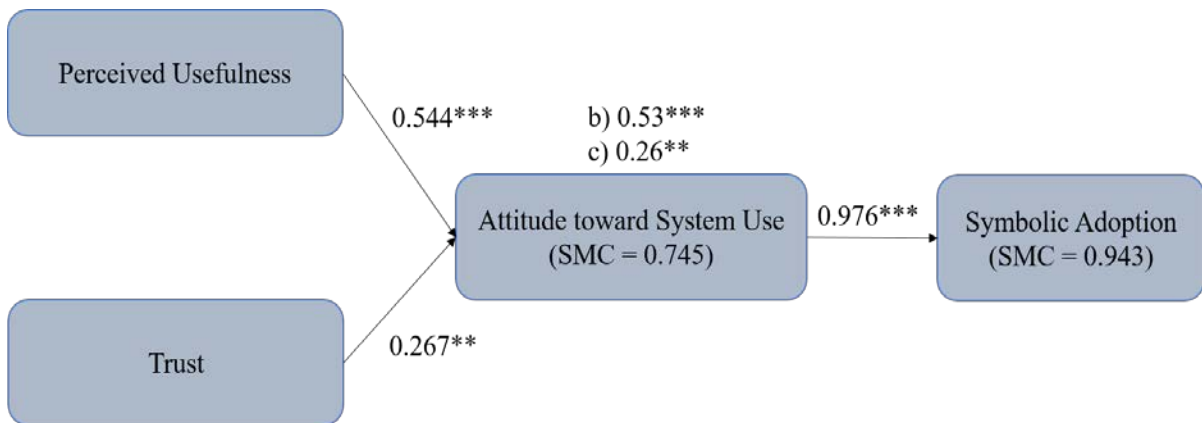 Perceived Usefulness
0.544***
b) 0.53***
c) 0.26**
Attitude toward System Use
(SMC = 0.745)
0.976***
Symbolic Adoption
(SMC = 0.943)
0.267**
Trust